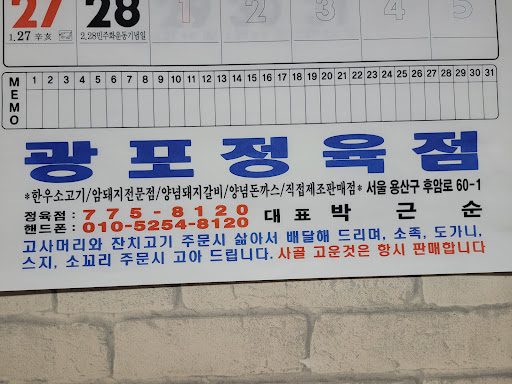 27 28 1 2 3 4 5
1.27 辛亥 2.28민주화운동기념일
MEMO 1 2 3 4 5 6 7 8 9 10 11 12 13 14 15 16 17 18 19 20 21 22 23 24 25 26 27 28 29 30 31
광포정육점
*한우소고기/암돼지전문점/양념돼지갈비/양념돈까스/직접제조판매점* 서울 용산구 후암로 60-1
정육점 : 775-8120 대표 박근순
핸드폰 : 010-5254-8120
고사머리와 잔치고기 주문시 삶아서 배달해 드리며, 소족, 도가니,
스지, 소꼬리 주문시 고아 드립니다. 사골 고운것은 항시 판매합니다